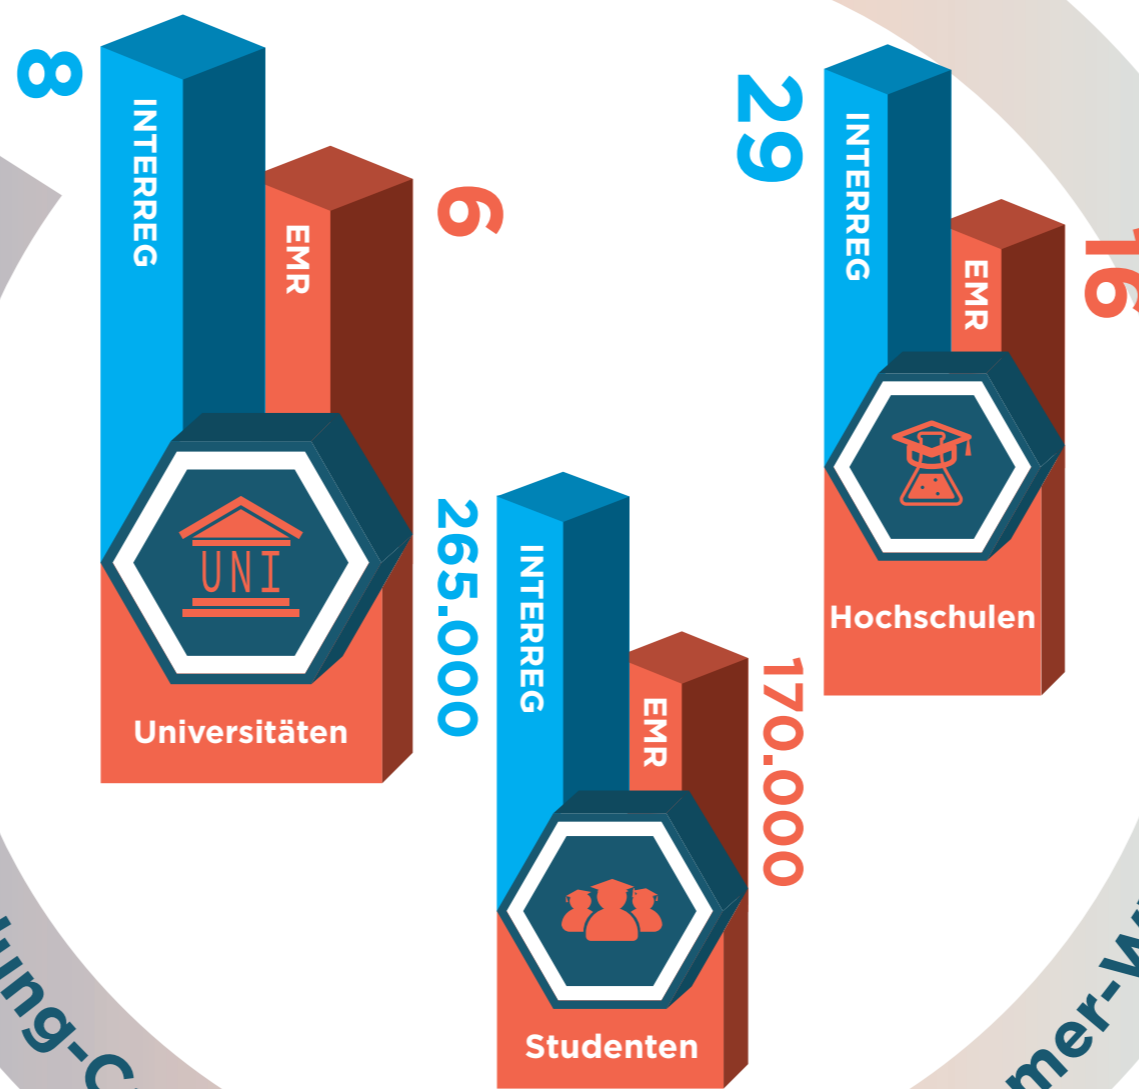 8
INTERREG
6
EMR
UNI
Universitäten
29
INTERREG
16
EMR
Hochschulen
265.000
INTERREG
170.000
EMR
Studenten